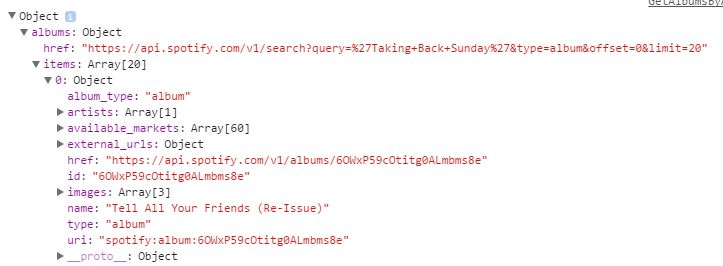 GetAlbumsByA
▼ Object i
▼ albums: Object
href: "https://api.spotify.com/v1/search?query=%27Taking+Back+Sunday%27&type=album&offset=0&limit=20"
▼ items: Array[20]
▼ 0: Object
album_type: "album"
▶ artists: Array[1]
▶ available_markets: Array[60]
▶ external_urls: Object
href: "https://api.spotify.com/v1/albums/6OWxP59cOtitg0ALmbms8e"
id: "6OWxP59cOtitg0ALmbms8e"
▶ images: Array[3]
name: "Tell All Your Friends (Re-Issue)"
type: "album"
uri: "spotify:album:6OWxP59cOtitg0ALmbms8e"
▶ __proto__: Object